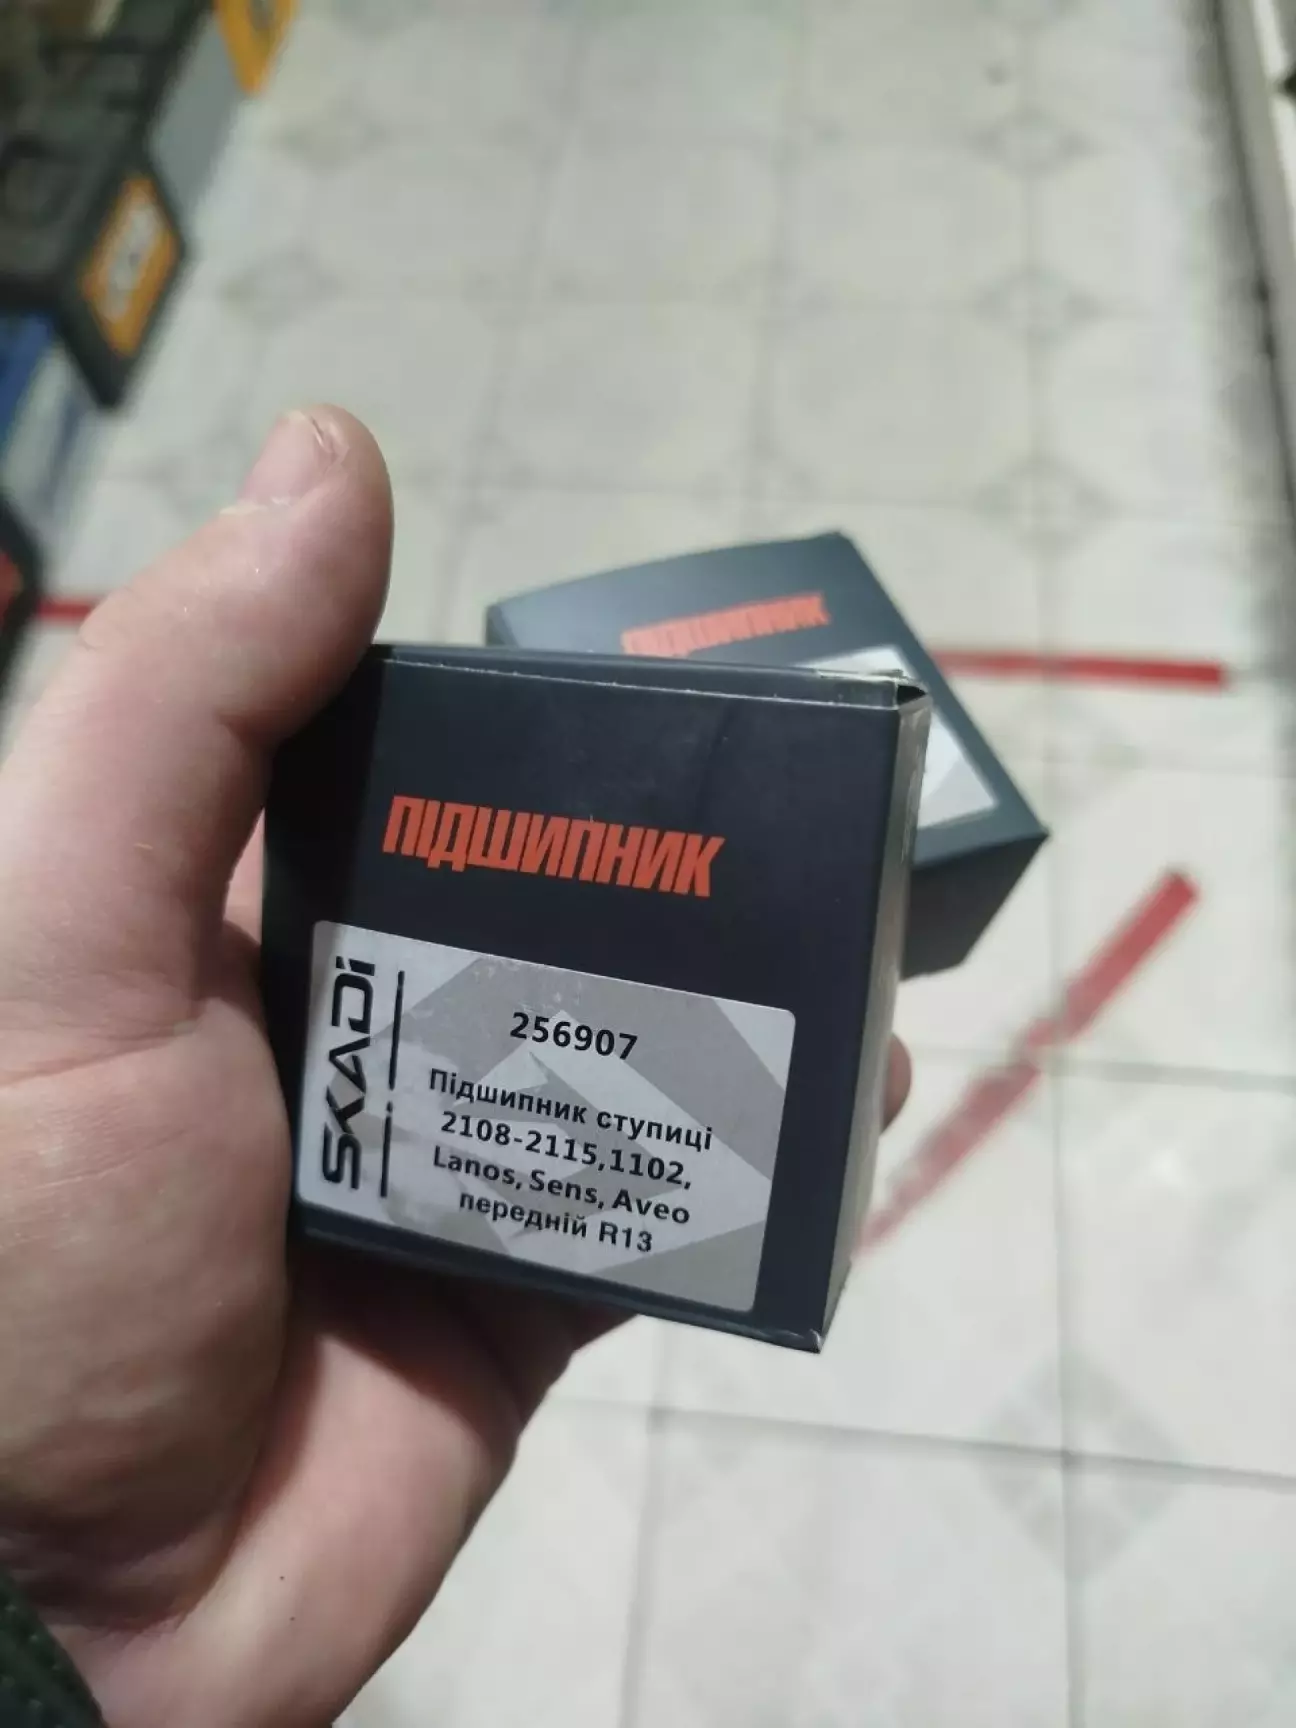 ПІДШИПНИК
ПІДШИПНИК
SKADI
256907
Підшипник ступиці
2108-2115,1102,
Lanos, Sens, Aveo
передній R13